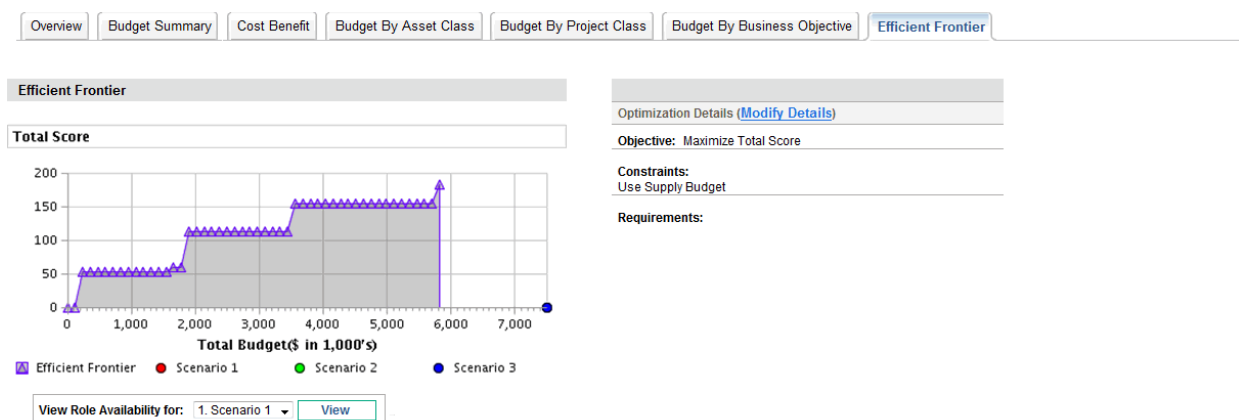 Overview Budget Summary Cost Benefit Budget By Asset Class Budget By Project Class Budget By Business Objective Efficient Frontier
Efficient Frontier
Total Score
200
150
100
50
0
0 1,000 2,000 3,000 4,000 5,000 6,000 7,000
Total Budget($ in 1,000's)
Efficient Frontier Scenario 1 Scenario 2 Scenario 3
View Role Availability for: 1. Scenario 1 View
Optimization Details (Modify Details)
Objective: Maximize Total Score
Constraints:
Use Supply Budget
Requirements: